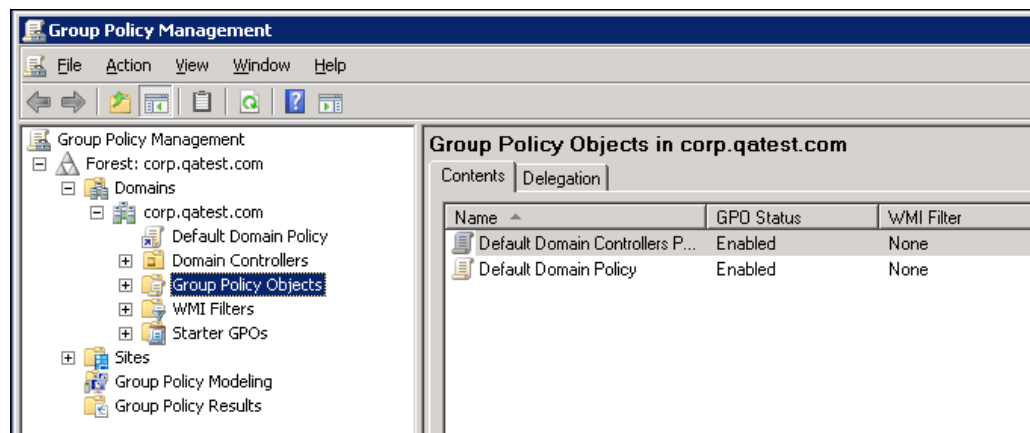 Group Policy Management
File Action View Window Help
Group Policy Management
Forest: corp.qatest.com
Domains
corp.qatest.com
Default Domain Policy
Domain Controllers
Group Policy Objects
WMI Filters
Starter GPOs
Sites
Group Policy Modeling
Group Policy Results
Group Policy Objects in corp.qatest.com
Contents Delegation
Name GPO Status WMI Filter
Default Domain Controllers P... Enabled None
Default Domain Policy Enabled None